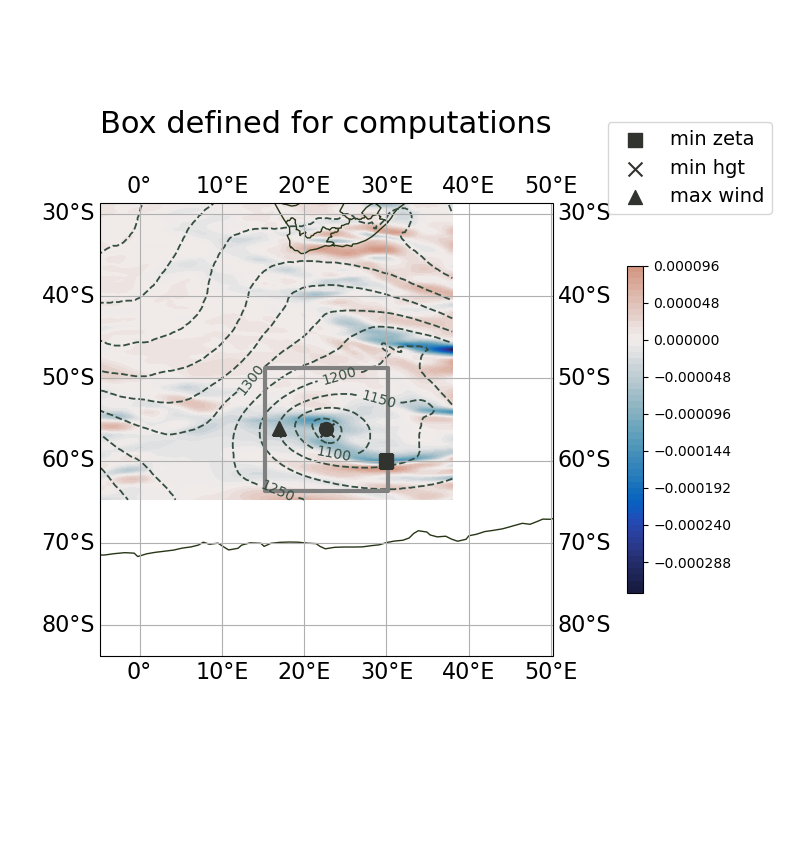 Box defined for computations
min zeta
min hgt
max wind
0° 10°E 20°E 30°E 40°E 50°E
30°S 30°S
40°S 40°S
50°S 50°S
60°S 60°S
70°S 70°S
80°S 80°S
0° 10°E 20°E 30°E 40°E 50°E
1300
1200
1150
1100
1250
0.000096
0.000048
0.000000
−0.000048
−0.000096
−0.000144
−0.000192
−0.000240
−0.000288